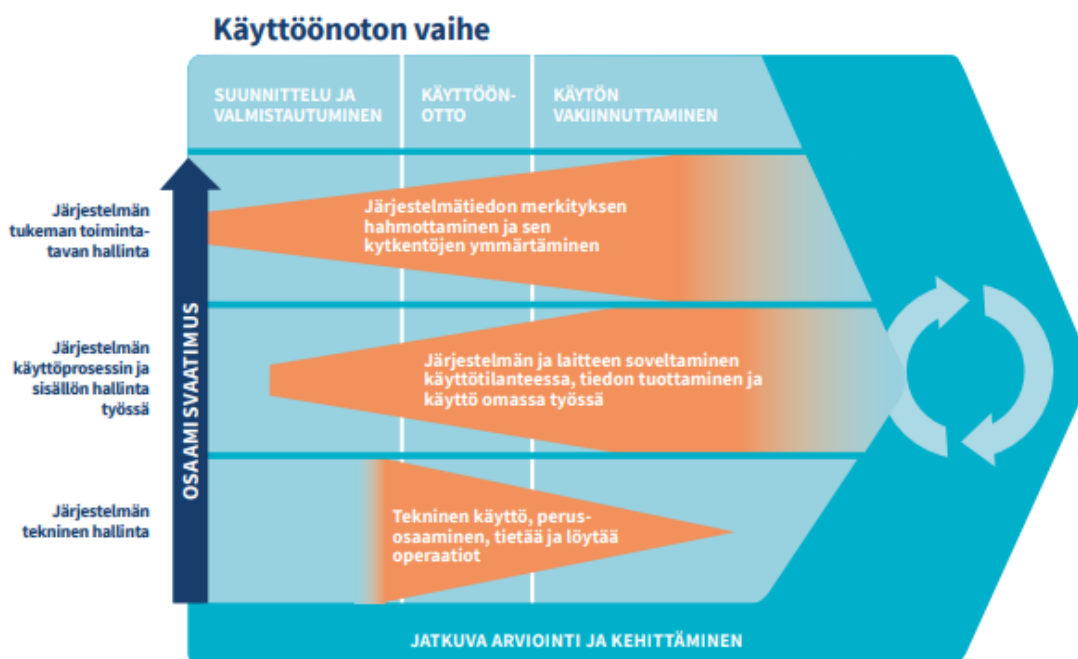 Käyttöönoton vaihe
SUUNNITTELU JA
VALMISTAUTUMINEN
KÄYTTÖÖN-
OTTO
KÄYTÖN
VAKIINNUTTAMINEN
OSAAMISVAATIMUS
Järjestelmän
tukeman toiminta-
tavan hallinta
Järjestelmätiedon merkityksen
hahmottaminen ja sen
kytkentöjen ymmärtäminen
Järjestelmän
käyttöprosessin ja
sisällön hallinta
työssä
Järjestelmän ja laitteen soveltaminen
käyttötilanteessa, tiedon tuottaminen ja
käyttö omassa työssä
Järjestelmän
tekninen hallinta
Tekninen käyttö, perus-
osaaminen, tietää ja löytää
operaatiot
JATKUVA ARVIOINTI JA KEHITTÄMINEN